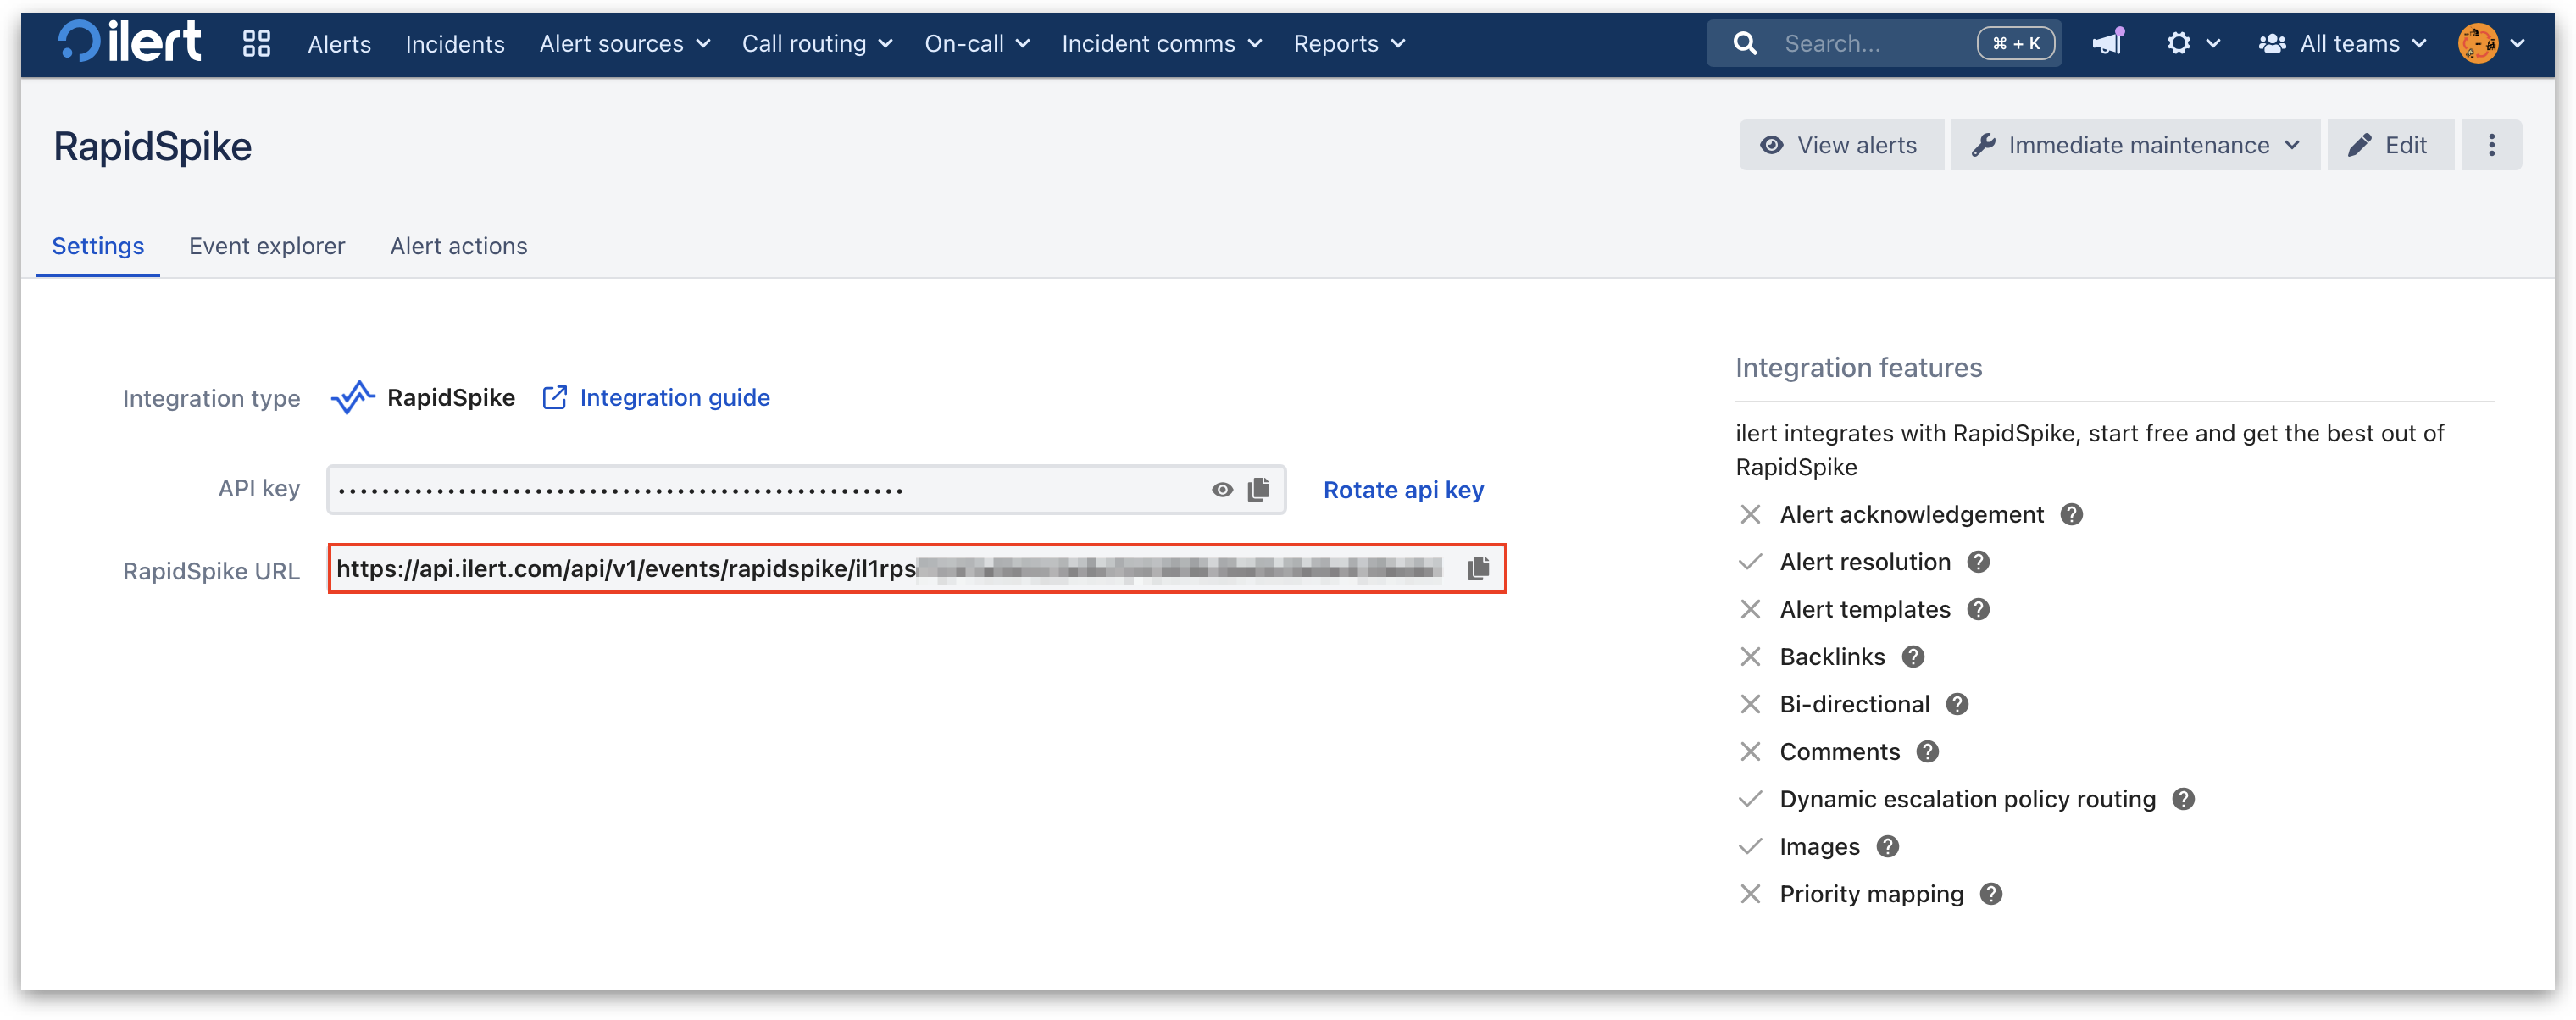 ilert Alerts Incidents Alert sources Call routing On-call Incident comms Reports Search... ⌘ + K All teams
RapidSpike
View alerts Immediate maintenance Edit
Settings Event explorer Alert actions
Integration type RapidSpike Integration guide
API key •••••••••••••••••••••••••••••••••••••••••••••••••••• Rotate api key
RapidSpike URL https://api.ilert.com/api/v1/events/rapidspike/il1rps
Integration features
ilert integrates with RapidSpike, start free and get the best out of
RapidSpike
Alert acknowledgement ?
Alert resolution ?
Alert templates ?
Backlinks ?
Bi-directional ?
Comments ?
Dynamic escalation policy routing ?
Images ?
Priority mapping ?